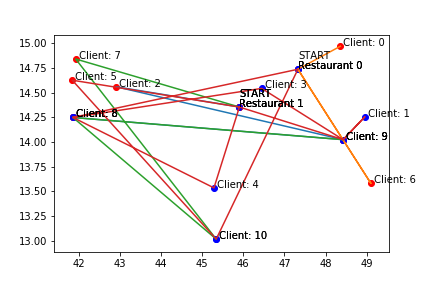 15.00
14.75
14.50
14.25
14.00
13.75
13.50
13.25
13.00
Client: 0
Client: 7
START
Restaurant 0
Client: 5
Client: 2
Client: 3
START
Restaurant 1
Client: 8
Client: 1
Client: 9
Client: 4
Client: 6
Client: 10
42 43 44 45 46 47 48 49